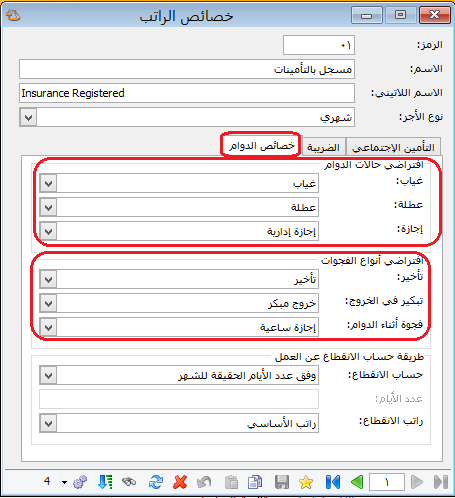 خصائص الراتب
الرمز: ٠١
الاسم: مسجل بالتأمينات
الاسم اللاتيني: Insurance Registered
نوع الأجر: شهري
التأمين الإجتماعي الضريبة خصائص الدوام
افتراضي حالات الدوام
غياب: غياب
عطلة: عطلة
إجازة: إجازة إدارية
افتراضي أنواع الفجوات
تأخير: تأخير
تبكير في الخروج: خروج مبكر
فجوة أثناء الدوام: إجازة ساعية
طريقة حساب الانقطاع عن العمل
حساب الانقطاع: وفق عدد الأيام الحقيقة للشهر
عدد الأيام:
راتب الانقطاع: راتب الأساسي
١
4